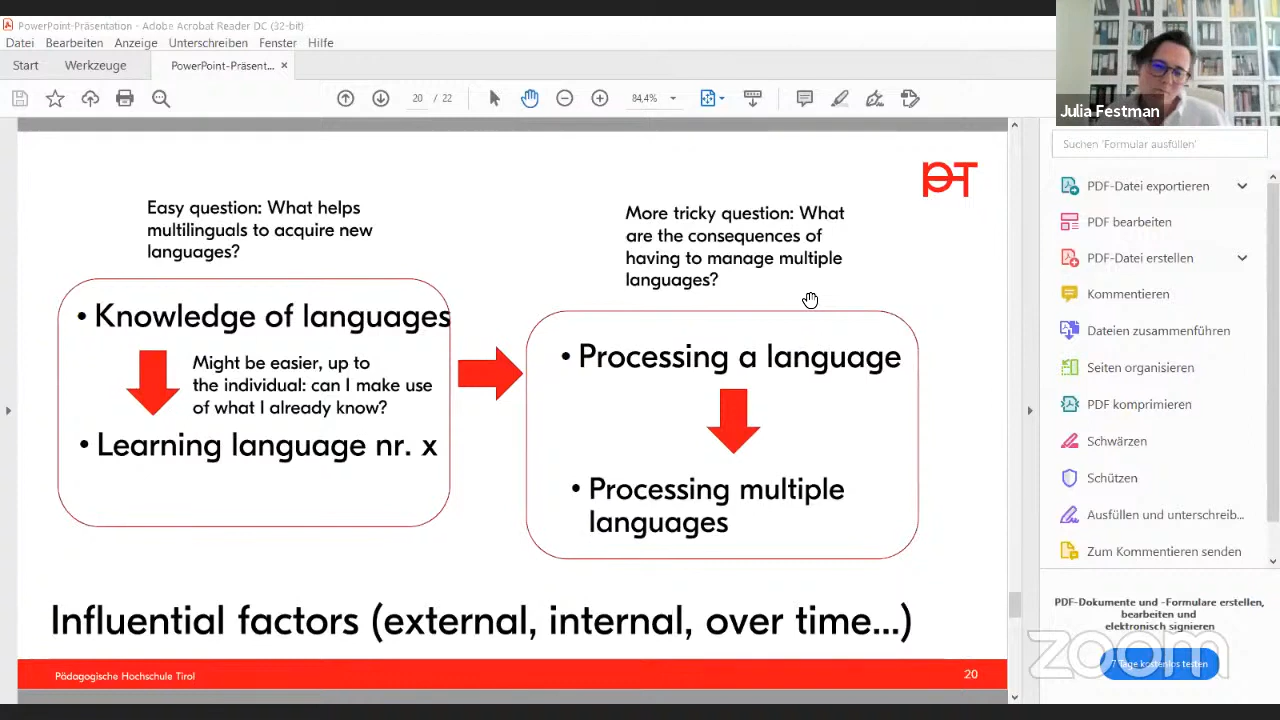 PowerPoint-Präsentation - Adobe Acrobat Reader DC (32-bit)
Datei Bearbeiten Anzeige Unterschreiben Fenster Hilfe
Start Werkzeuge PowerPoint-Präsent... ×
20 / 22 84,4%
Julia Festman
Easy question: What helps
multilinguals to acquire new
languages?
• Knowledge of languages
Might be easier, up to
the individual: can I make use
of what I already know?
• Learning language nr. x
More tricky question: What
are the consequences of
having to manage multiple
languages?
• Processing a language
• Processing multiple
languages
Influential factors (external, internal, over time...)
Pädagogische Hochschule Tirol 20
Suchen 'Formular ausfüllen'
PDF-Datei exportieren
PDF bearbeiten
PDF-Datei erstellen
Kommentieren
Dateien zusammenführen
Seiten organisieren
PDF komprimieren
Schwärzen
Schützen
Ausfüllen und unterschreib...
Zum Kommentieren senden
PDF-Dokumente und -Formulare erstellen,
bearbeiten und
elektronisch signieren
7 Tage kostenlos testen
zoom